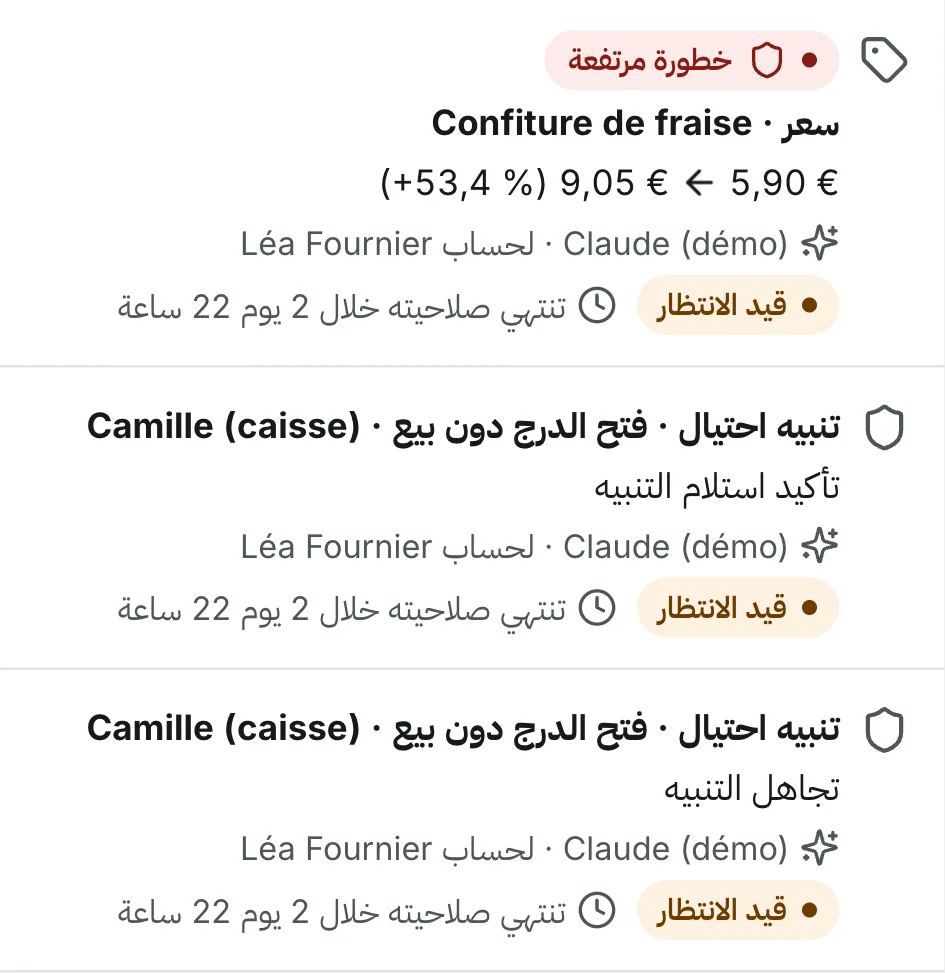 خطورة مرتفعة
سعر · Confiture de fraise
5,90 € ← 9,05 € (+53,4 %)
Claude (démo) · لحساب Léa Fournier
قيد الانتظار تنتهي صلاحيته خلال 2 يوم 22 ساعة
تنبيه احتيال · فتح الدرج دون بيع · Camille (caisse)
تأكيد استلام التنبيه
Claude (démo) · لحساب Léa Fournier
قيد الانتظار تنتهي صلاحيته خلال 2 يوم 22 ساعة
تنبيه احتيال · فتح الدرج دون بيع · Camille (caisse)
تجاهل التنبيه
Claude (démo) · لحساب Léa Fournier
قيد الانتظار تنتهي صلاحيته خلال 2 يوم 22 ساعة